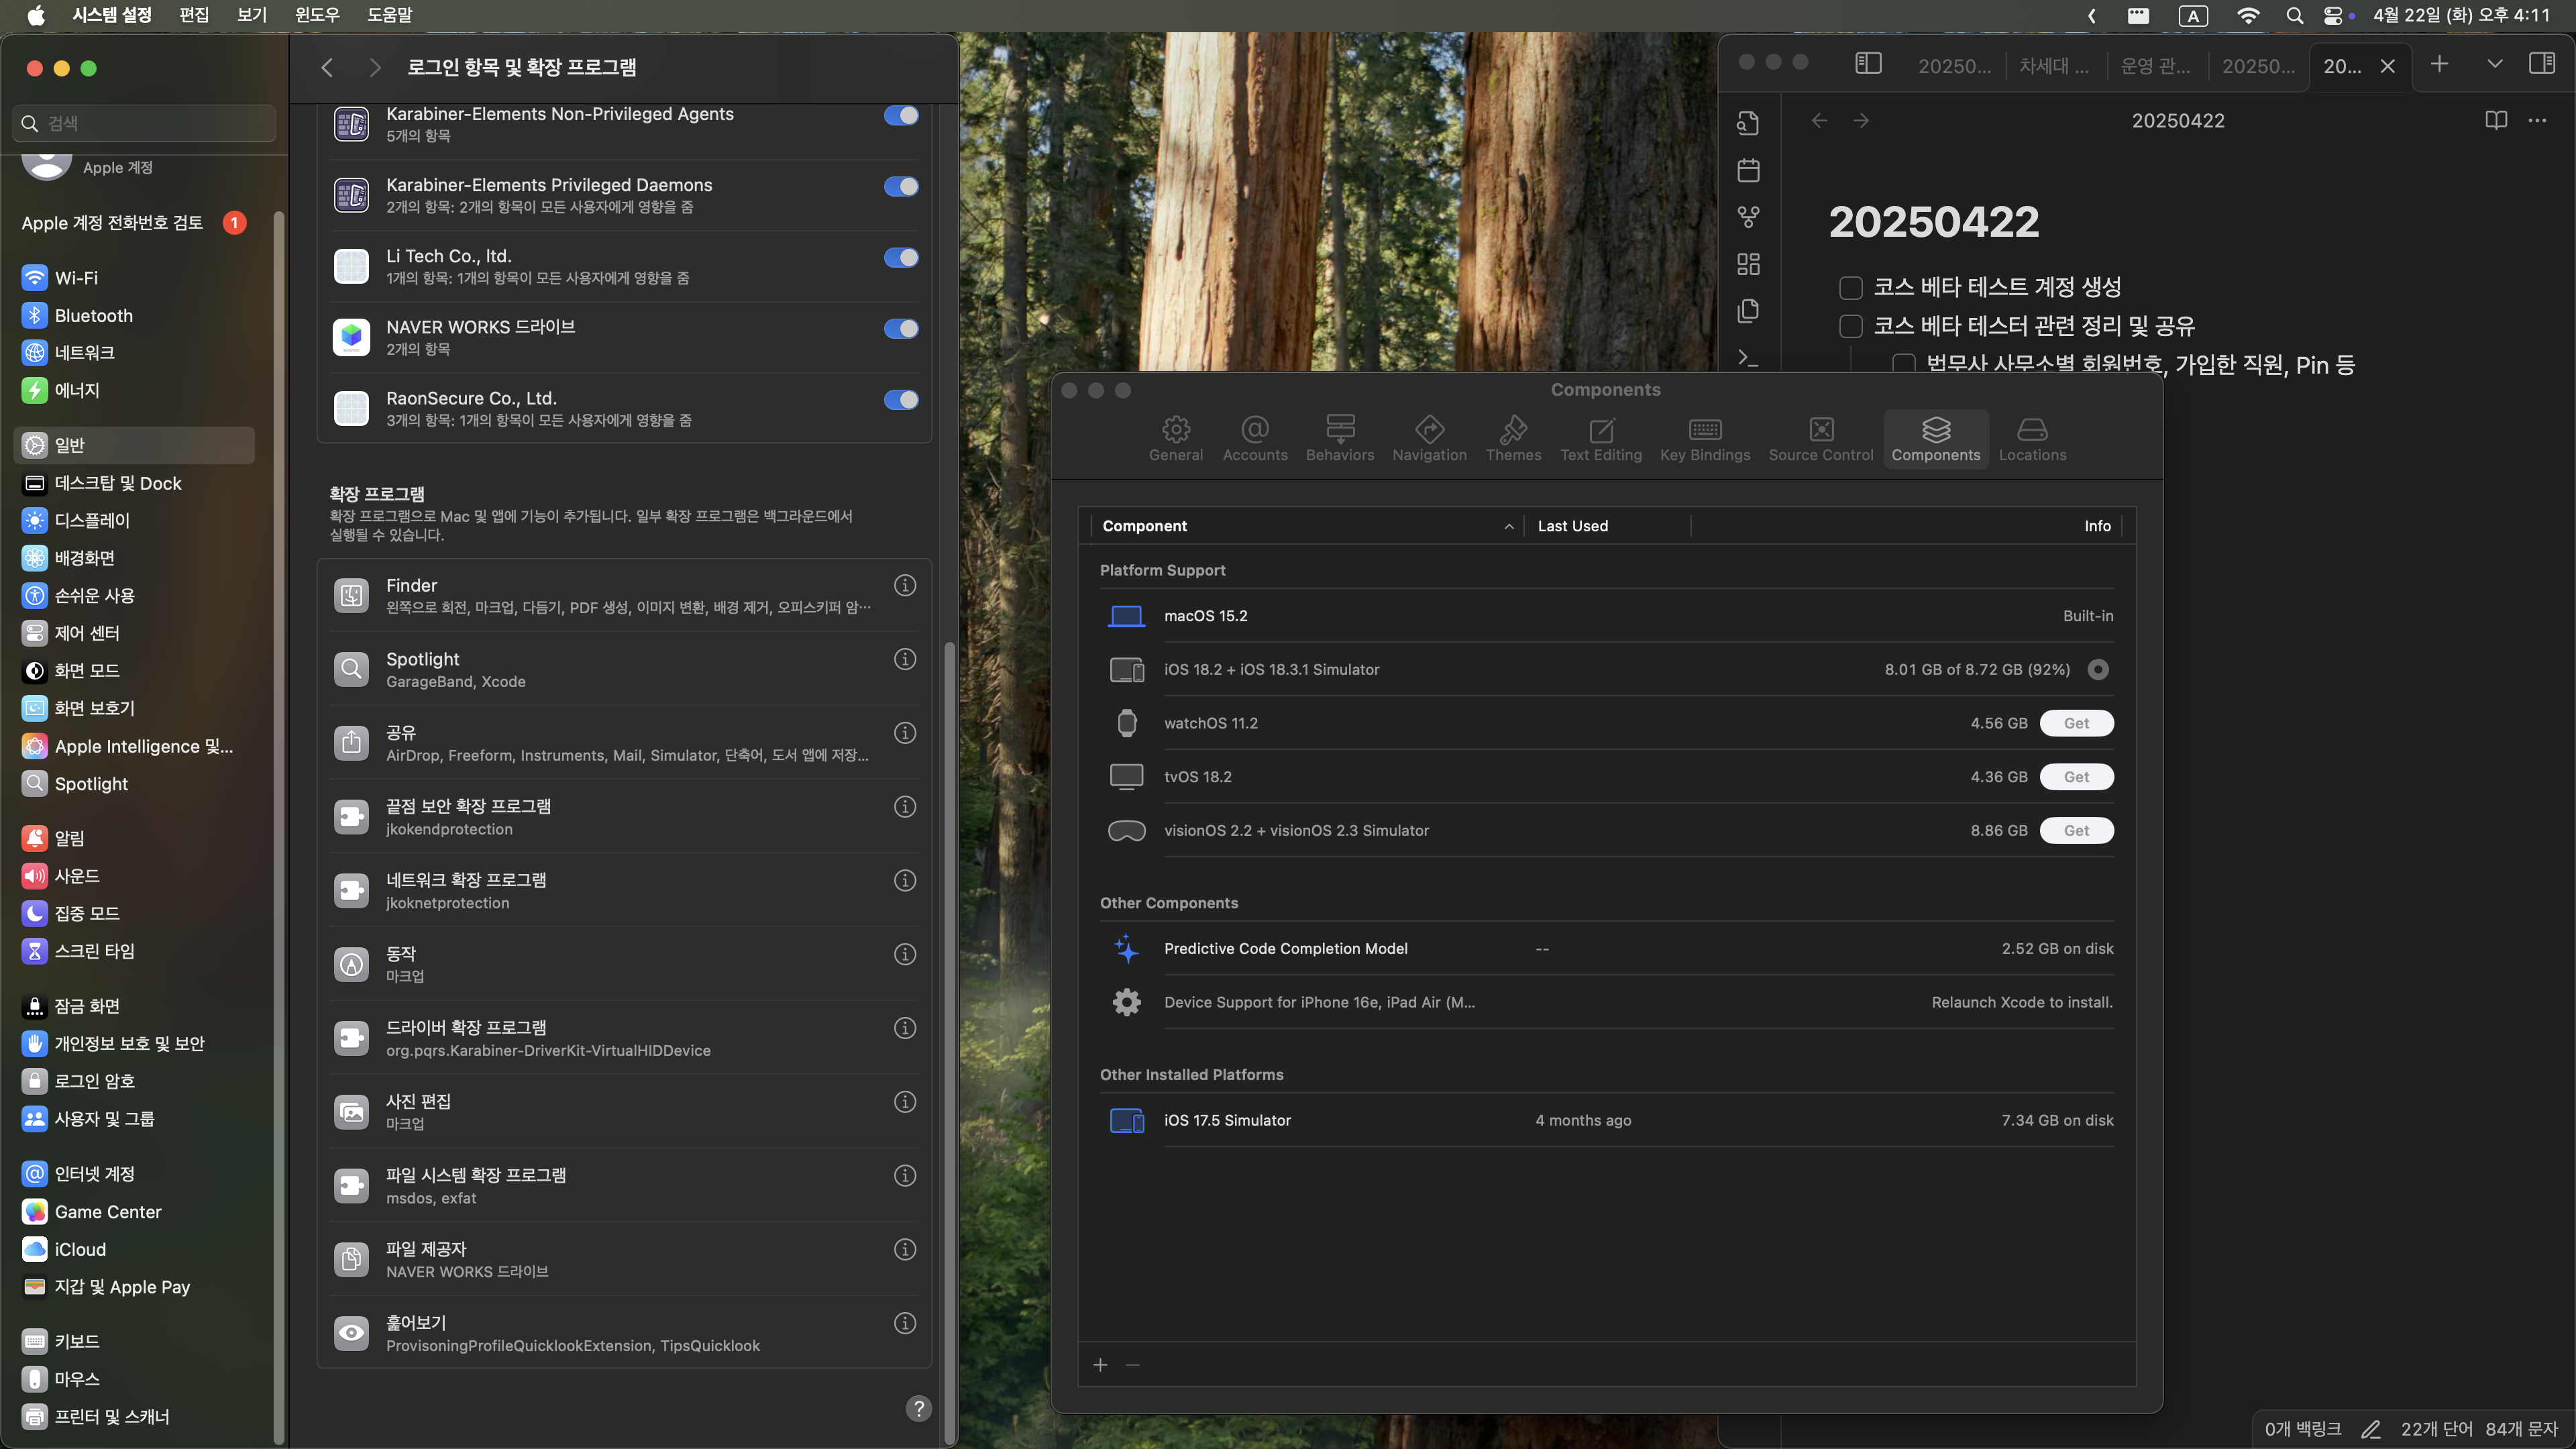 시스템 설정 편집 보기 윈도우 도움말
A 4월 22일 (화) 오후 4:11
검색
Apple 계정
Apple 계정 전화번호 검토 1
Wi-Fi
Bluetooth
네트워크
에너지
일반
데스크탑 및 Dock
디스플레이
배경화면
손쉬운 사용
제어 센터
화면 모드
화면 보호기
Apple Intelligence 및...
Spotlight
알림
사운드
집중 모드
스크린 타임
잠금 화면
개인정보 보호 및 보안
로그인 암호
사용자 및 그룹
인터넷 계정
Game Center
iCloud
지갑 및 Apple Pay
키보드
마우스
프린터 및 스캐너
로그인 항목 및 확장 프로그램
Karabiner-Elements Non-Privileged Agents
5개의 항목
Karabiner-Elements Privileged Daemons
2개의 항목: 2개의 항목이 모든 사용자에게 영향을 줌
Li Tech Co., ltd.
1개의 항목: 1개의 항목이 모든 사용자에게 영향을 줌
NAVER WORKS 드라이브
2개의 항목
RaonSecure Co., Ltd.
3개의 항목: 1개의 항목이 모든 사용자에게 영향을 줌
확장 프로그램
확장 프로그램으로 Mac 및 앱에 기능이 추가됩니다. 일부 확장 프로그램은 백그라운드에서
실행될 수 있습니다.
Finder
왼쪽으로 회전, 마크업, 다듬기, PDF 생성, 이미지 변환, 배경 제거, 오피스키퍼 암…
Spotlight
GarageBand, Xcode
공유
AirDrop, Freeform, Instruments, Mail, Simulator, 단축어, 도서 앱에 저장...
끝점 보안 확장 프로그램
jkokendprotection
네트워크 확장 프로그램
jkoknetprotection
동작
마크업
드라이버 확장 프로그램
org.pqrs.Karabiner-DriverKit-VirtualHIDDevice
사진 편집
마크업
파일 시스템 확장 프로그램
msdos, exfat
파일 제공자
NAVER WORKS 드라이브
훑어보기
ProvisoningProfileQuicklookExtension, TipsQuicklook
?
20250... 차세대 ... 운영 관... 20250... 20...
20250422
20250422
코스 베타 테스트 계정 생성
코스 베타 테스터 관련 정리 및 공유
법무사 사무소별 회원번호, 가입한 직원, Pin 등
Components
General Accounts Behaviors Navigation Themes Text Editing Key Bindings Source Control Components Locations
Component Last Used Info
Platform Support
macOS 15.2 Built-in
iOS 18.2 + iOS 18.3.1 Simulator 8.01 GB of 8.72 GB (92%)
watchOS 11.2 4.56 GB Get
tvOS 18.2 4.36 GB Get
visionOS 2.2 + visionOS 2.3 Simulator 8.86 GB Get
Other Components
Predictive Code Completion Model -- 2.52 GB on disk
Device Support for iPhone 16e, iPad Air (M... Relaunch Xcode to install.
Other Installed Platforms
iOS 17.5 Simulator 4 months ago 7.34 GB on disk
0개 백링크 22개 단어 84개 문자